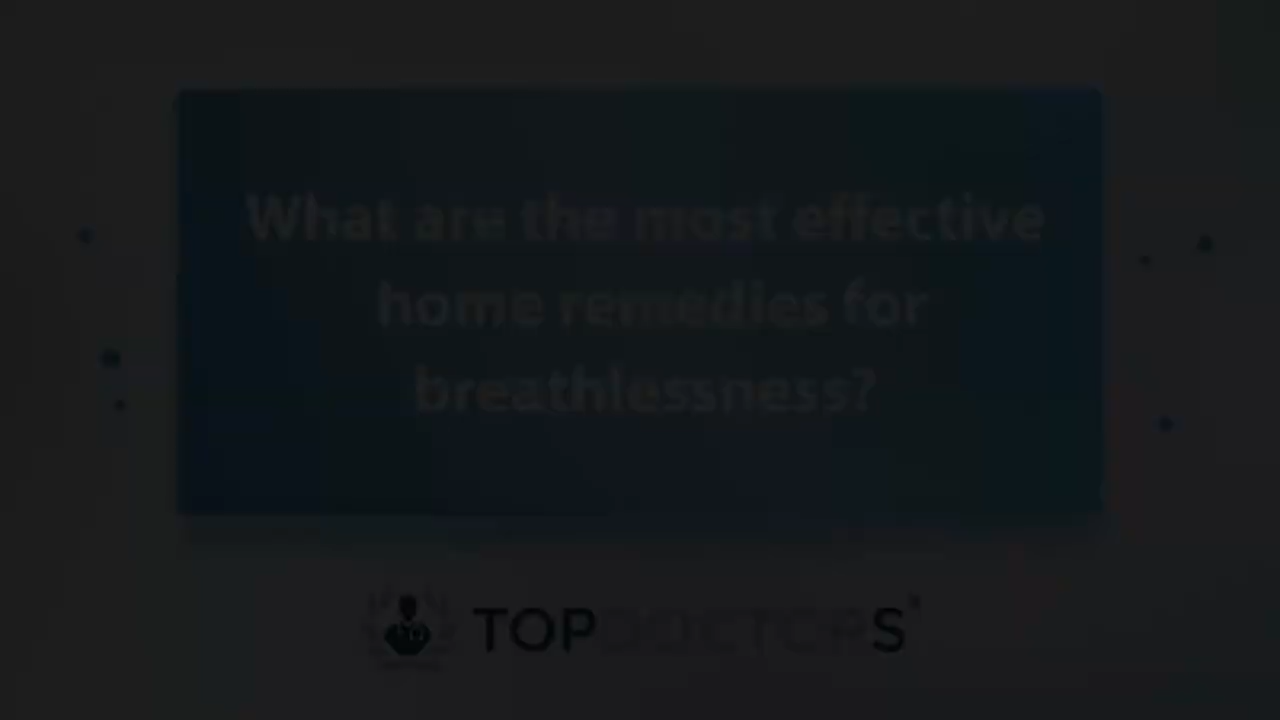 What are the most effective
home remedies for
breathlessness?
TOPDOCTORS